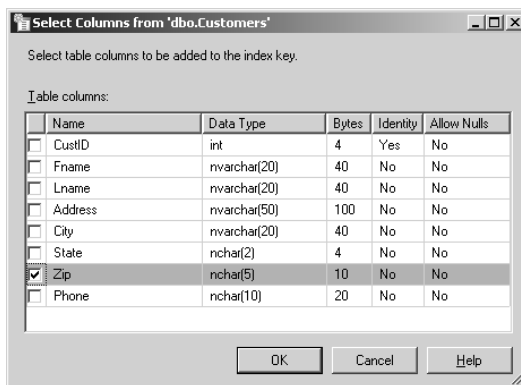 Select Columns from 'dbo.Customers'
Select table columns to be added to the index key.
Table columns:
Name Data Type Bytes Identity Allow Nulls
CustID int 4 Yes No
Fname nvarchar(20) 40 No No
Lname nvarchar(20) 40 No No
Address nvarchar(50) 100 No No
City nvarchar(20) 40 No No
State nchar(2) 4 No No
Zip nchar(5) 10 No No
Phone nchar(10) 20 No No
OK Cancel Help